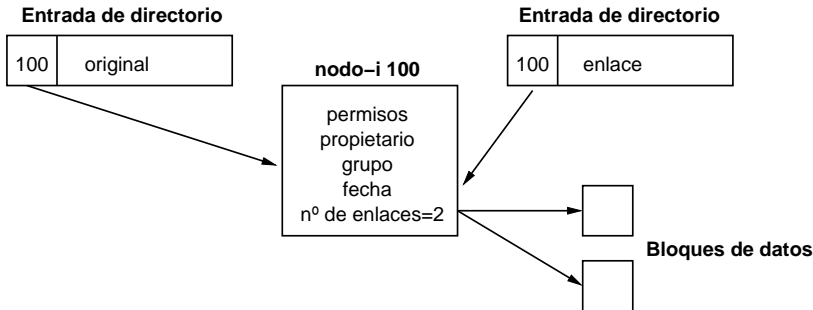 Entrada de directorio
100 original
nodo−i 100
permisos
propietario
grupo
fecha
nº de enlaces=2
Entrada de directorio
100 enlace
Bloques de datos